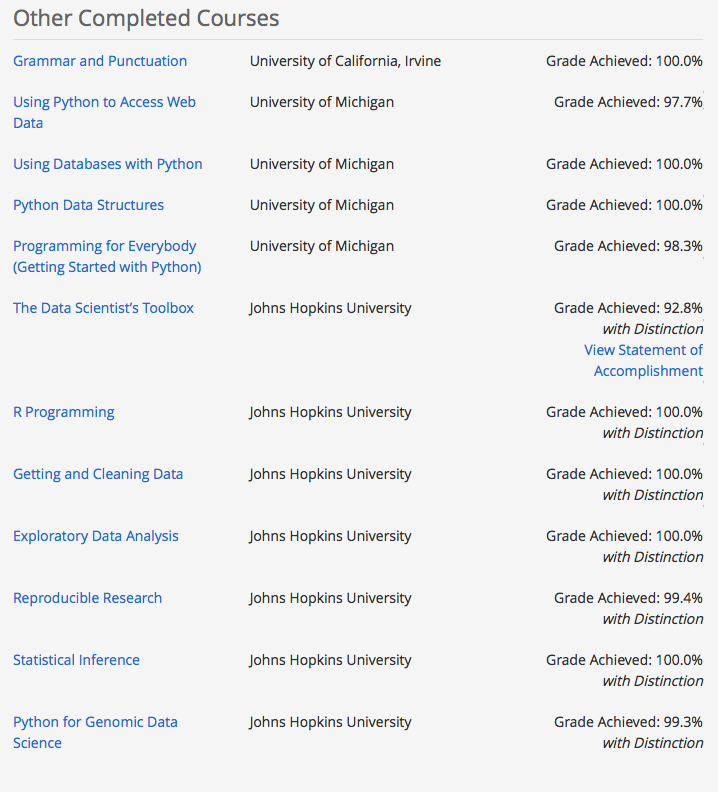 Other Completed Courses
Grammar and Punctuation University of California, Irvine Grade Achieved: 100.0%
Using Python to Access Web University of Michigan Grade Achieved: 97.7%
Data
Using Databases with Python University of Michigan Grade Achieved: 100.0%
Python Data Structures University of Michigan Grade Achieved: 100.0%
Programming for Everybody University of Michigan Grade Achieved: 98.3%
(Getting Started with Python)
The Data Scientist’s Toolbox Johns Hopkins University Grade Achieved: 92.8%
with Distinction
View Statement of
Accomplishment
R Programming Johns Hopkins University Grade Achieved: 100.0%
with Distinction
Getting and Cleaning Data Johns Hopkins University Grade Achieved: 100.0%
with Distinction
Exploratory Data Analysis Johns Hopkins University Grade Achieved: 100.0%
with Distinction
Reproducible Research Johns Hopkins University Grade Achieved: 99.4%
with Distinction
Statistical Inference Johns Hopkins University Grade Achieved: 100.0%
with Distinction
Python for Genomic Data Johns Hopkins University Grade Achieved: 99.3%
Science with Distinction